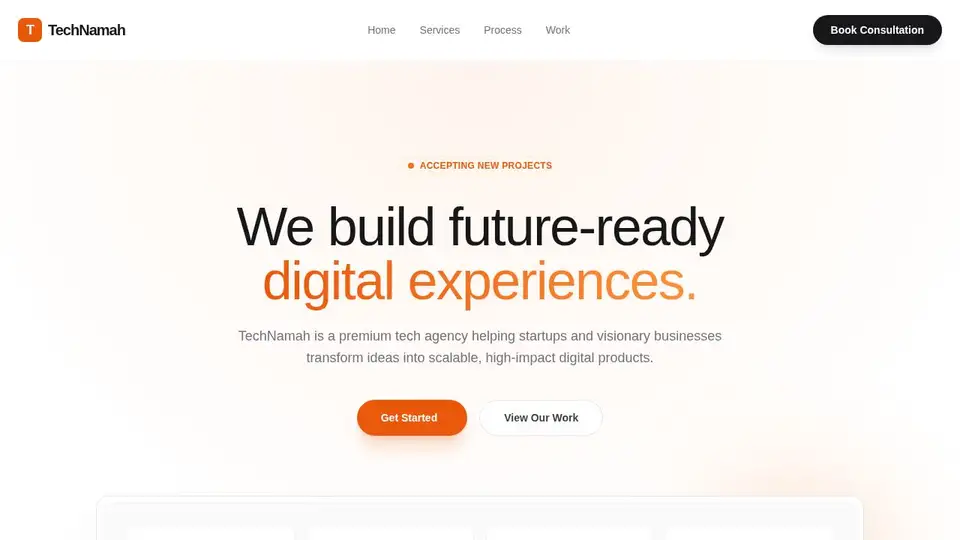 T TechNamah
Home Services Process Work
Book Consultation
ACCEPTING NEW PROJECTS
We build future-ready
digital experiences.
TechNamah is a premium tech agency helping startups and visionary businesses
transform ideas into scalable, high-impact digital products.
Get Started
View Our Work